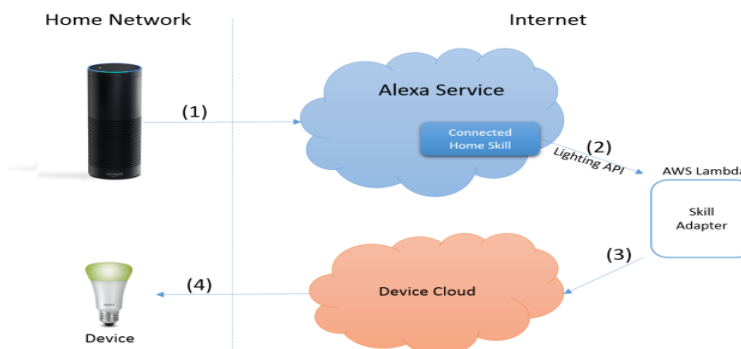 Home Network
Internet
Alexa Service
(1)
Connected
Home Skill
(2)
Lighting API
AWS Lambda
Skill
Adapter
(3)
Device Cloud
(4)
Device